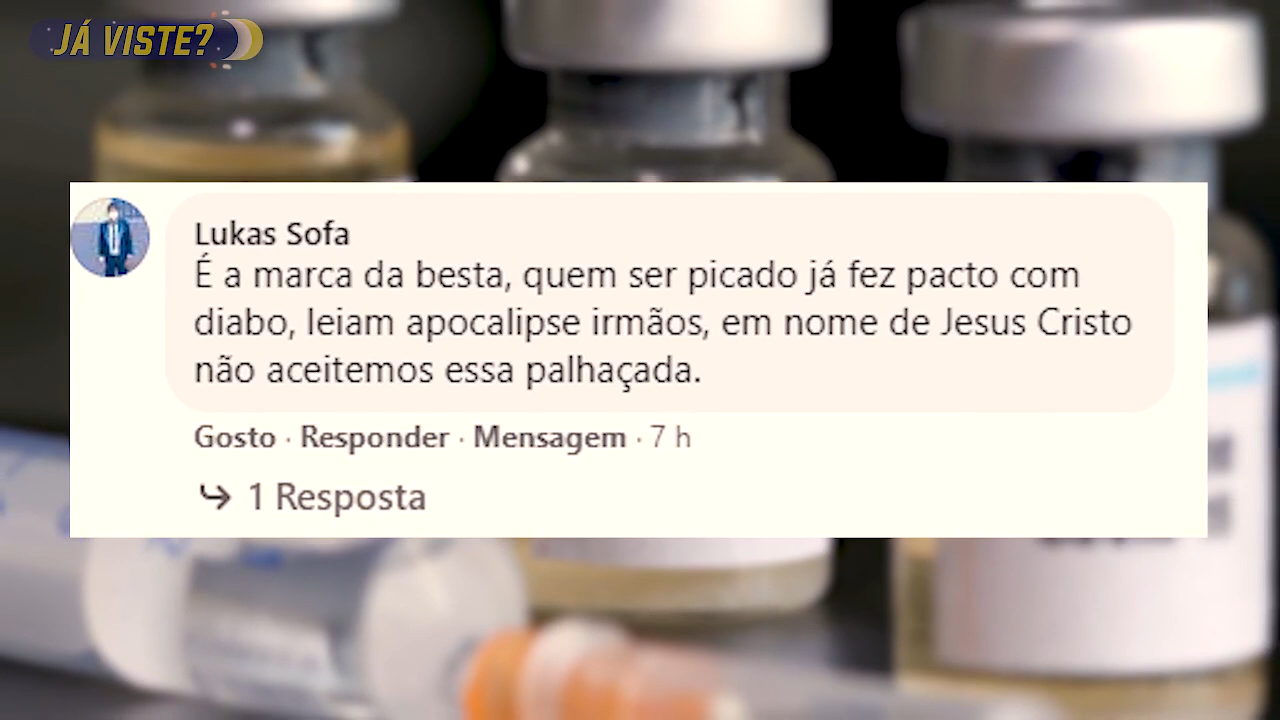 JÁ VISTE?
Lukas Sofa
É a marca da besta, quem ser picado já fez pacto com
diabo, leiam apocalipse irmãos, em nome de Jesus Cristo
não aceitemos essa palhaçada.
Gosto · Responder · Mensagem · 7 h
1 Resposta